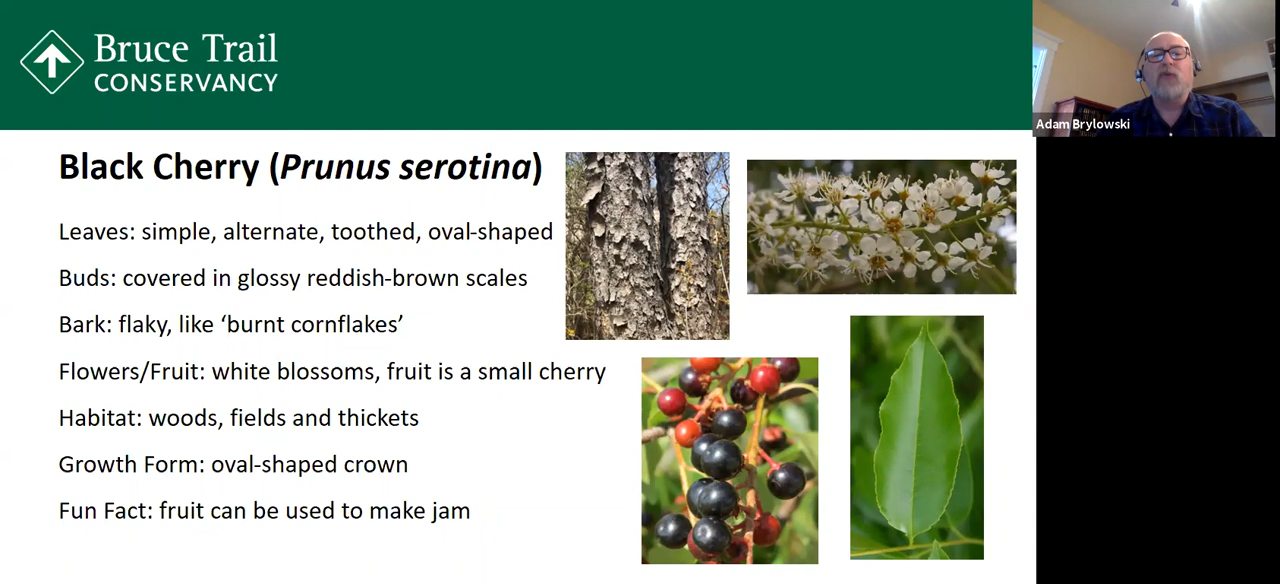 Bruce Trail
CONSERVANCY
Adam Brylowski
Black Cherry (Prunus serotina)
Leaves: simple, alternate, toothed, oval-shaped
Buds: covered in glossy reddish-brown scales
Bark: flaky, like ‘burnt cornflakes’
Flowers/Fruit: white blossoms, fruit is a small cherry
Habitat: woods, fields and thickets
Growth Form: oval-shaped crown
Fun Fact: fruit can be used to make jam